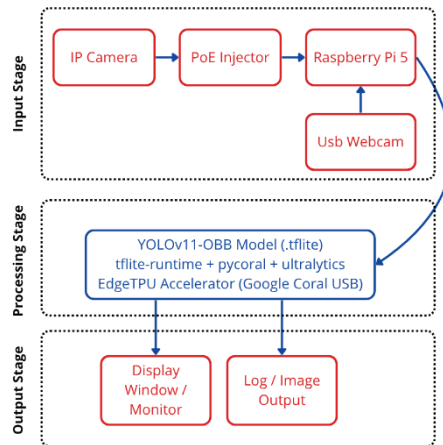 Input Stage
IP Camera
PoE Injector
Raspberry Pi 5
Usb Webcam
Processing Stage
YOLOv11-OBB Model (.tflite)
tflite-runtime + pycoral + ultralytics
EdgeTPU Accelerator (Google Coral USB)
Output Stage
Display
Window /
Monitor
Log / Image
Output